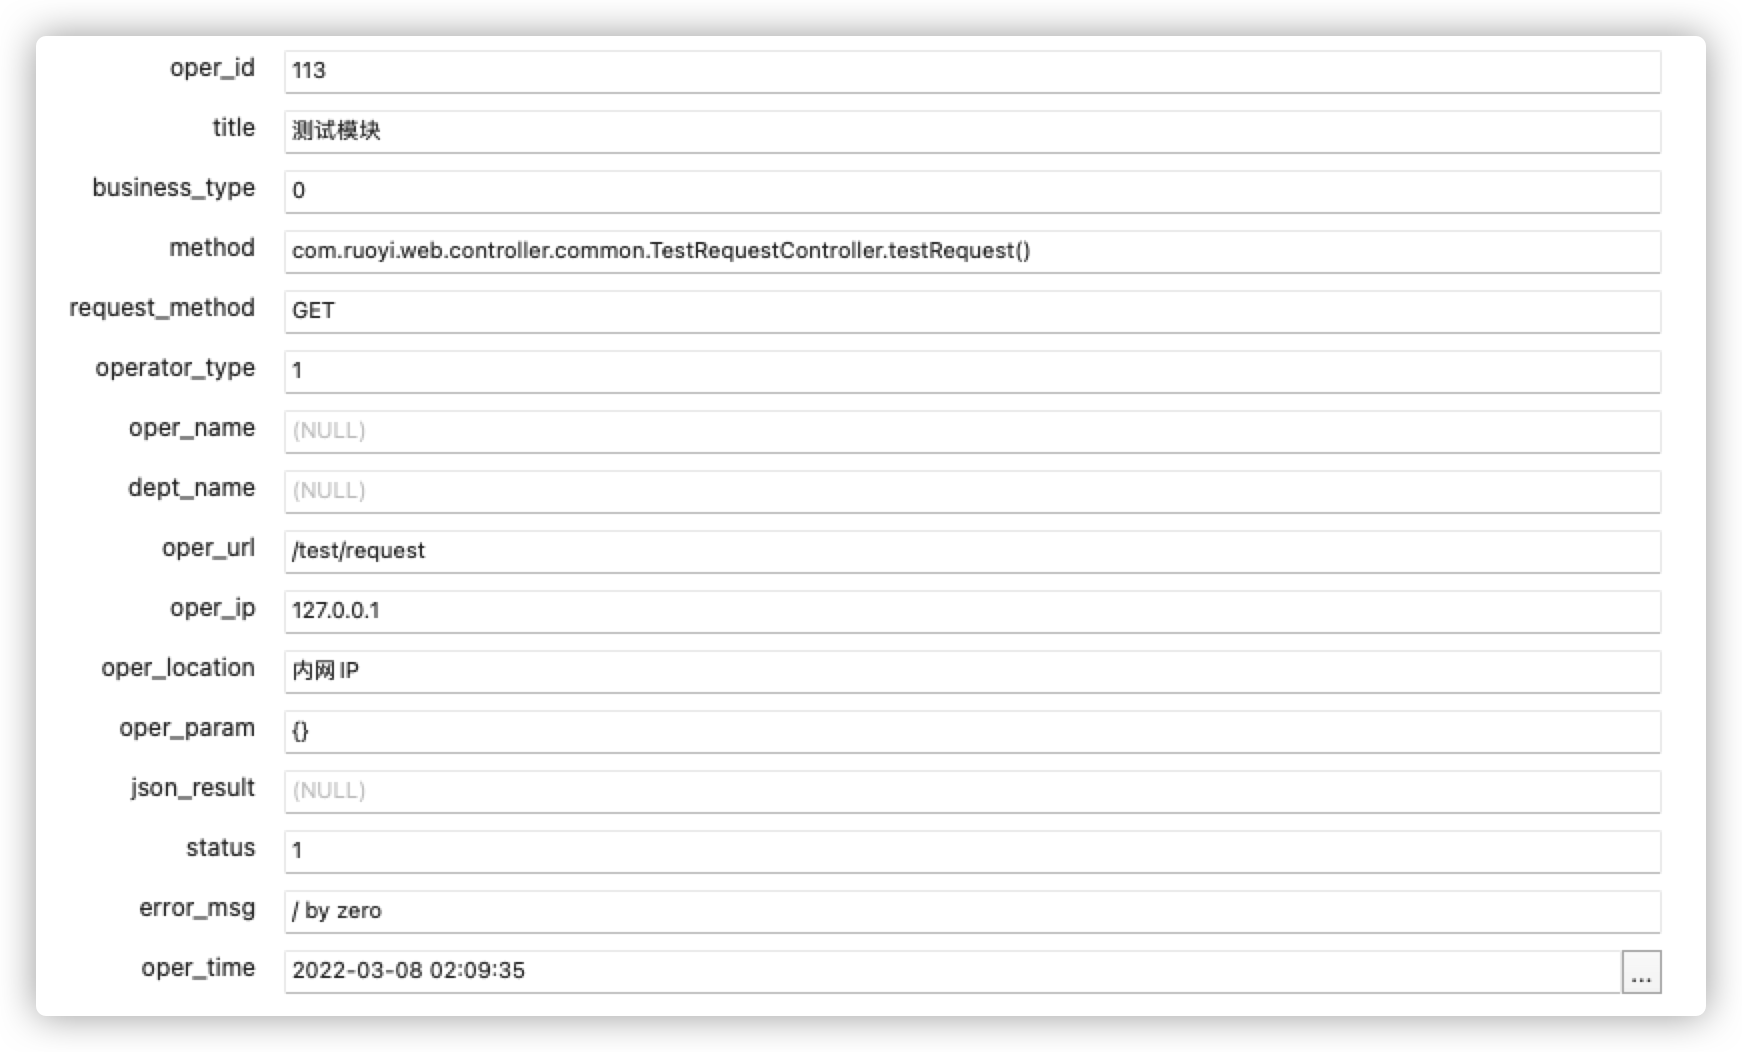 oper_id 113
title 测试模块
business_type 0
method com.ruoyi.web.controller.common.TestRequestController.testRequest()
request_method GET
operator_type 1
oper_name (NULL)
dept_name (NULL)
oper_url /test/request
oper_ip 127.0.0.1
oper_location 内网IP
oper_param {}
json_result (NULL)
status 1
error_msg / by zero
oper_time 2022-03-08 02:09:35 ...